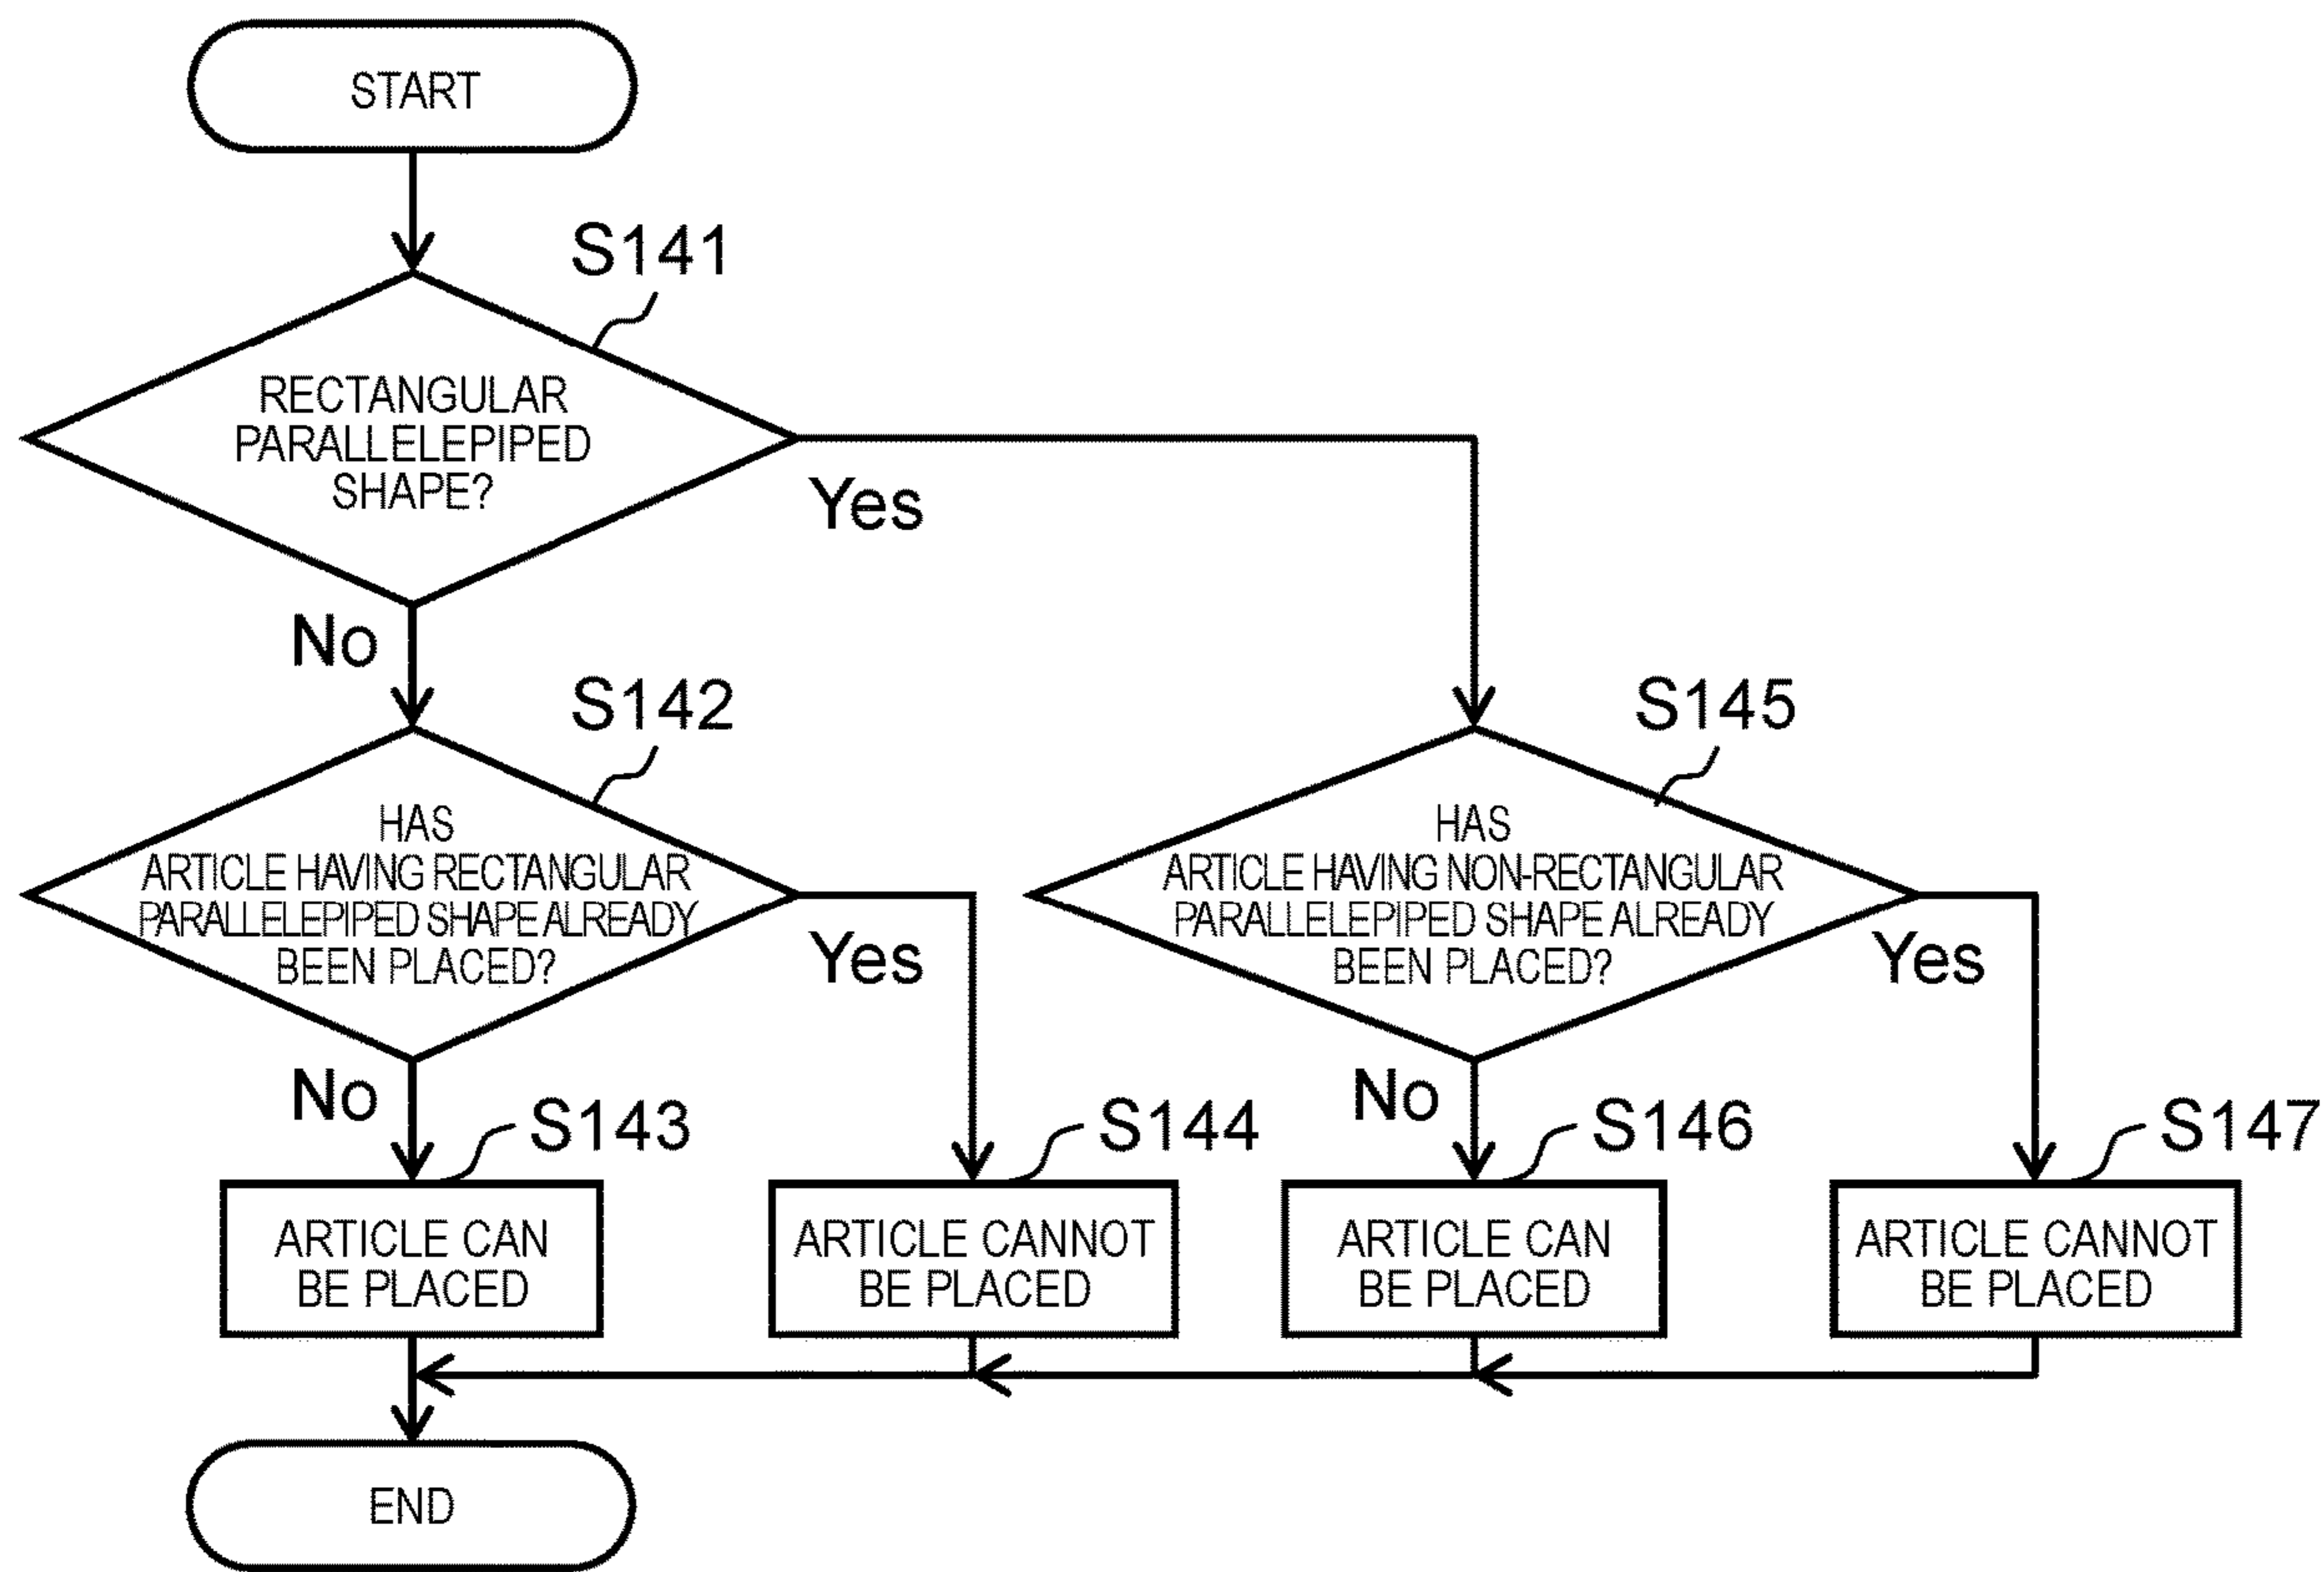 START
S141
RECTANGULAR
PARALLELEPIPED
SHAPE?
Yes
No
S142
HAS
ARTICLE HAVING RECTANGULAR
PARALLELEPIPED SHAPE ALREADY
BEEN PLACED?
Yes
No
S145
HAS
ARTICLE HAVING NON-RECTANGULAR
PARALLELEPIPED SHAPE ALREADY
BEEN PLACED?
Yes
No
S143
ARTICLE CAN
BE PLACED
S144
ARTICLE CANNOT
BE PLACED
S146
ARTICLE CAN
BE PLACED
S147
ARTICLE CANNOT
BE PLACED
END